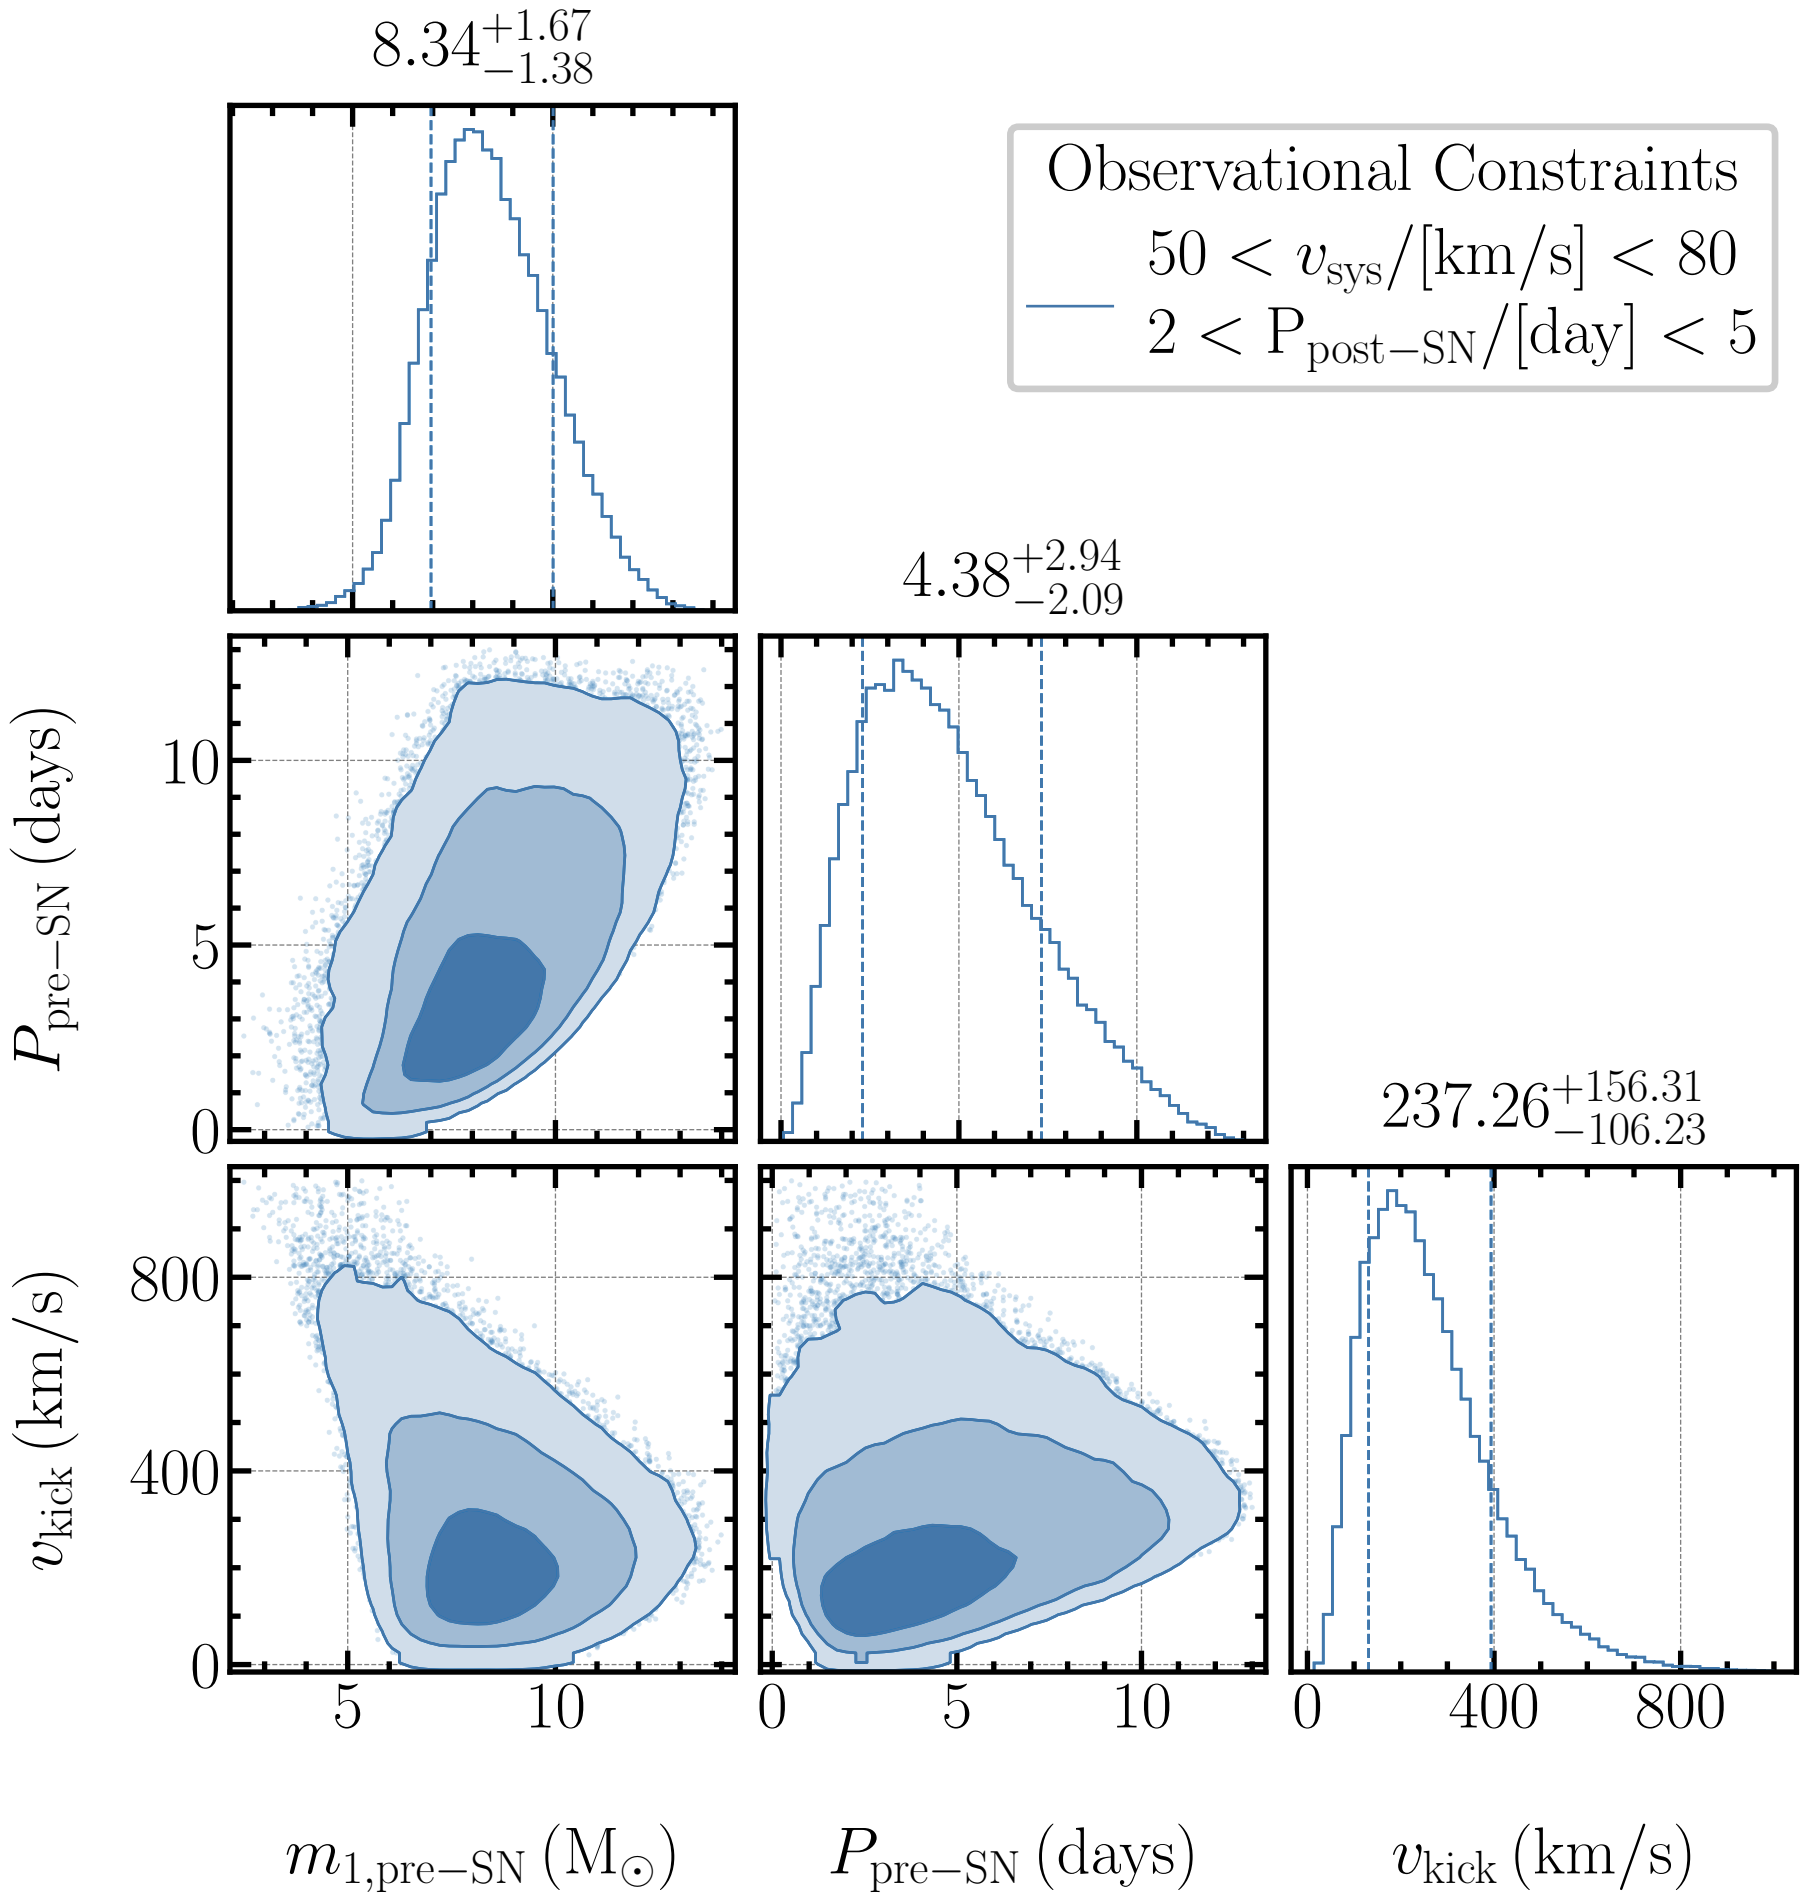 8.34+1.67−1.38
Observational Constraints
50 < vsys/[km/s] < 80
2 < Ppost−SN/[day] < 5
4.38+2.94−2.09
10
5
0
Ppre−SN (days)
237.26+156.31−106.23
800
400
0
vkick (km/s)
5 10
0 5 10
0 400 800
m1,pre−SN (M⊙)
Ppre−SN (days)
vkick (km/s)